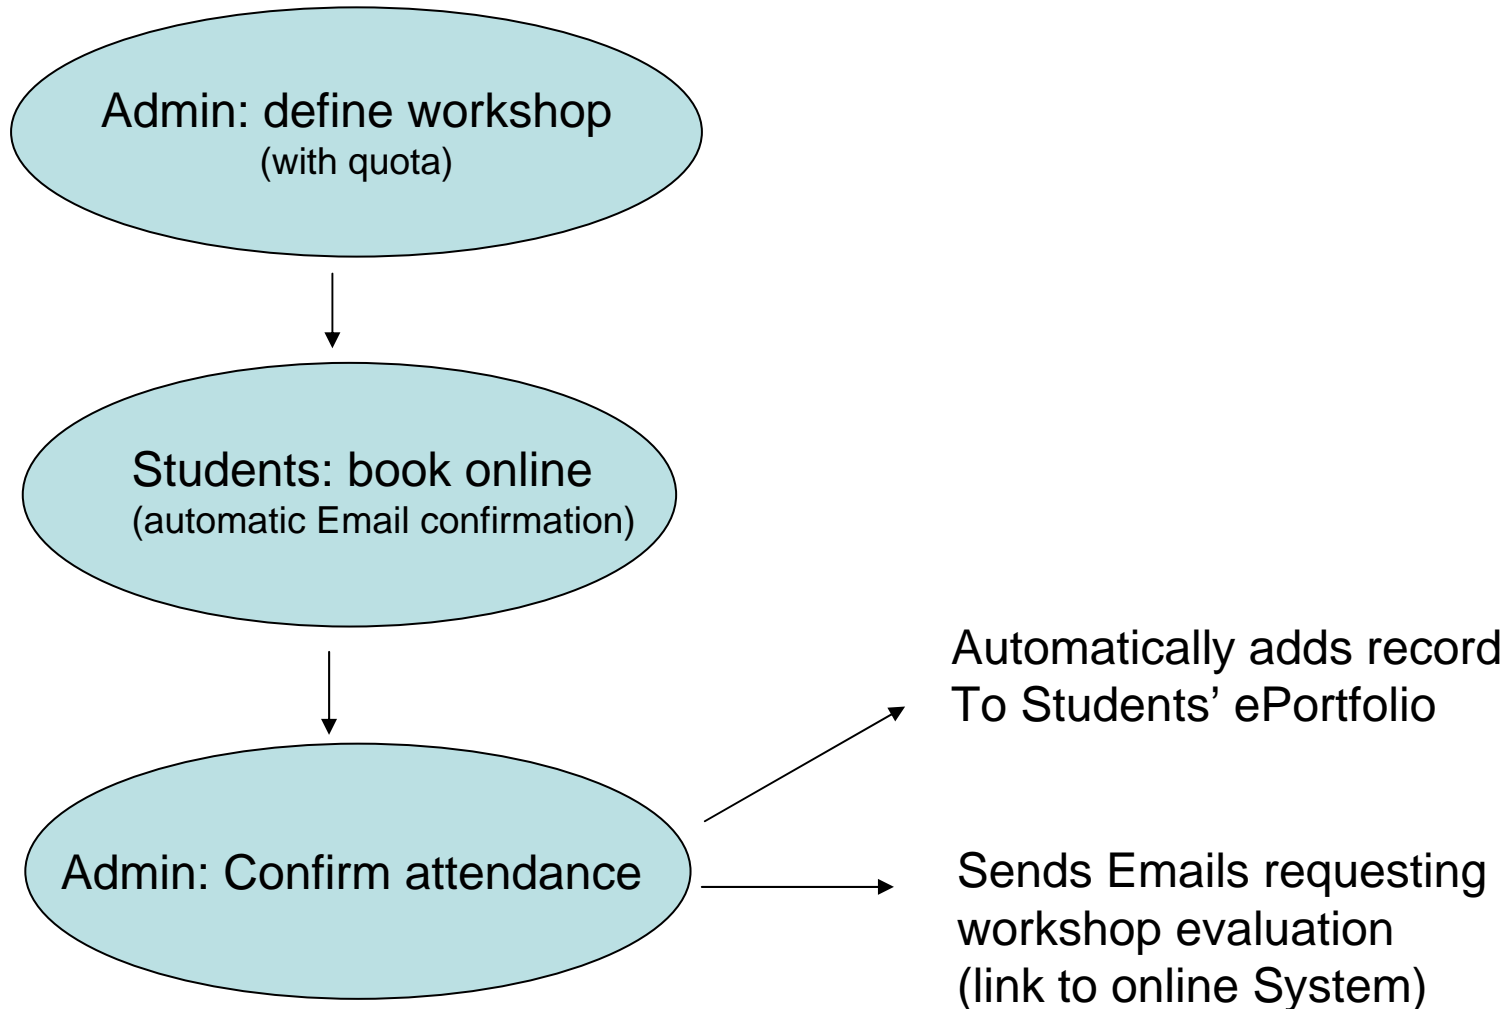 Admin: define workshop
(with quota)
Students: book online
(automatic Email confirmation)
Admin: Confirm attendance
Automatically adds record
To Students’ ePortfolio
Sends Emails requesting
workshop evaluation
(link to online System)